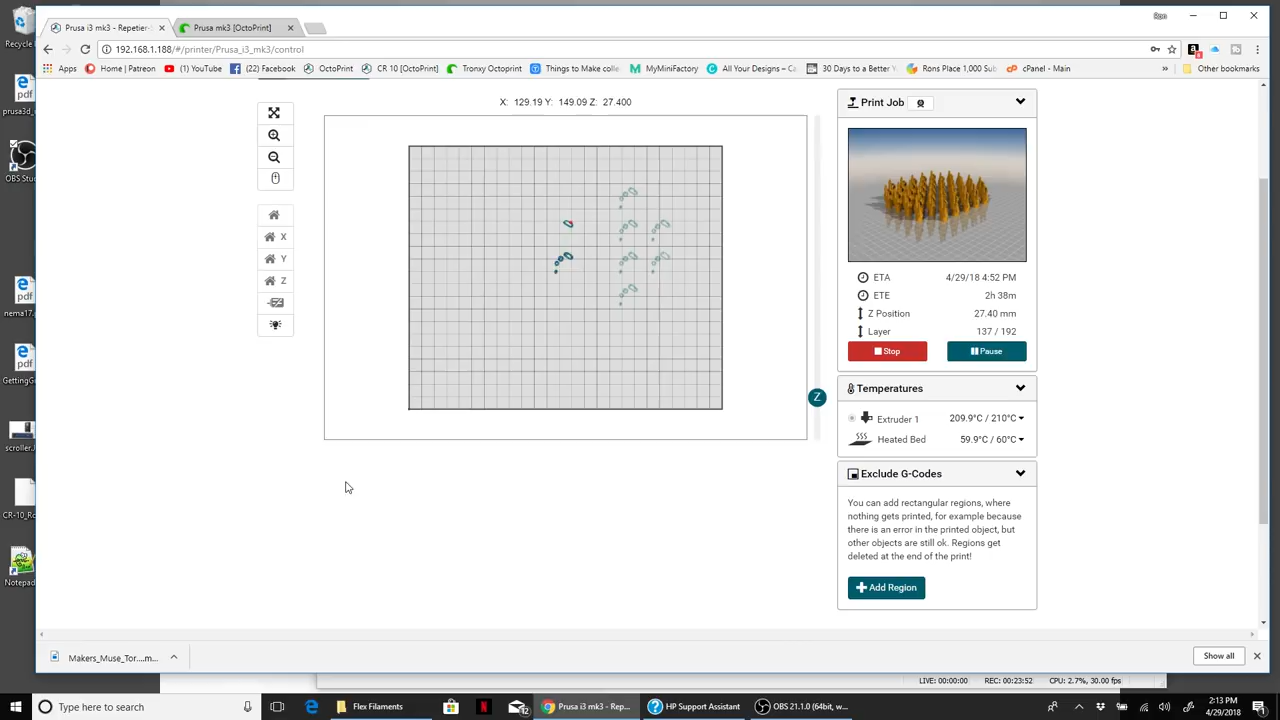 Recycle
prusa3d_
OBS Studio
nema17.
GettingG
scroller.
CR-10_Ro
Notepad
Prusa i3 mk3 - Repetier-
Prusa mk3 [OctoPrint]
Ron
192.168.1.188/#/printer/Prusa_i3_mk3/control
Apps
Home | Patreon
(1) YouTube
(22) Facebook
OctoPrint
CR 10 [OctoPrint]
Tronxy Octoprint
Things to Make colle
MyMiniFactory
All Your Designs – Ca
30 Days to a Better Y
Rons Place 1,000 Sub
cPanel - Main
»
Other bookmarks
X: 129.19 Y: 149.09 Z: 27.400
X
Y
Z
Z
Print Job
ETA 4/29/18 4:52 PM
ETE 2h 38m
Z Position 27.40 mm
Layer 137 / 192
Stop
Pause
Temperatures
Extruder 1 209.9°C / 210°C
Heated Bed 59.9°C / 60°C
Exclude G-Codes
You can add rectangular regions, where
nothing gets printed, for example because
there is an error in the printed object, but
other objects are still ok. Regions get
deleted at the end of the print!
Add Region
Makers_Muse_Tor....m...
Show all
LIVE: 00:00:00 REC: 00:23:52 CPU: 2.7%, 30.00 fps
Type here to search
Flex Filaments
Prusa i3 mk3 - Rep...
HP Support Assistant
OBS 21.1.0 (64bit, w...
2:13 PM
4/29/2018